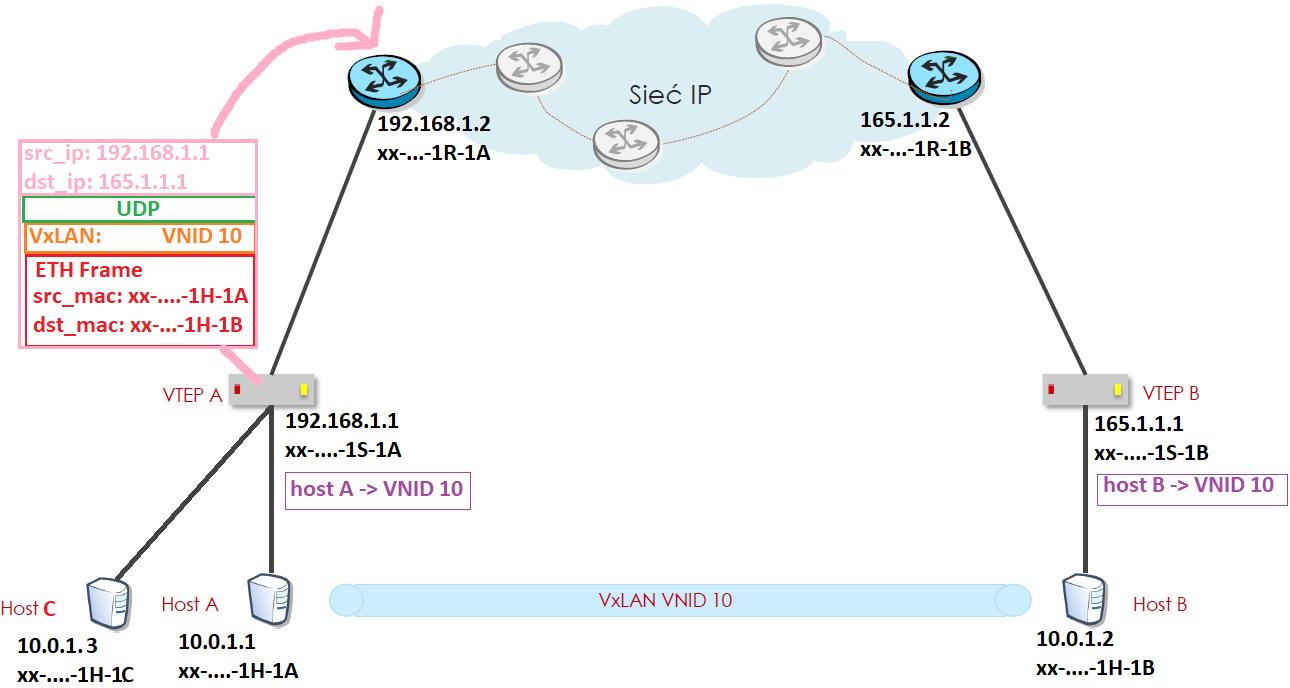 Sieć IP
192.168.1.2
xx-...-1R-1A
165.1.1.2
xx-...-1R-1B
src_ip: 192.168.1.1
dst_ip: 165.1.1.1
UDP
VxLAN: VNID 10
ETH Frame
src_mac: xx-....-1H-1A
dst_mac: xx-...-1H-1B
VTEP A
192.168.1.1
xx-....-1S-1A
host A -> VNID 10
VTEP B
165.1.1.1
xx-....-1S-1B
host B -> VNID 10
Host C
10.0.1.3
xx-....-1H-1C
Host A
10.0.1.1
xx-....-1H-1A
VxLAN VNID 10
Host B
10.0.1.2
xx-....-1H-1B